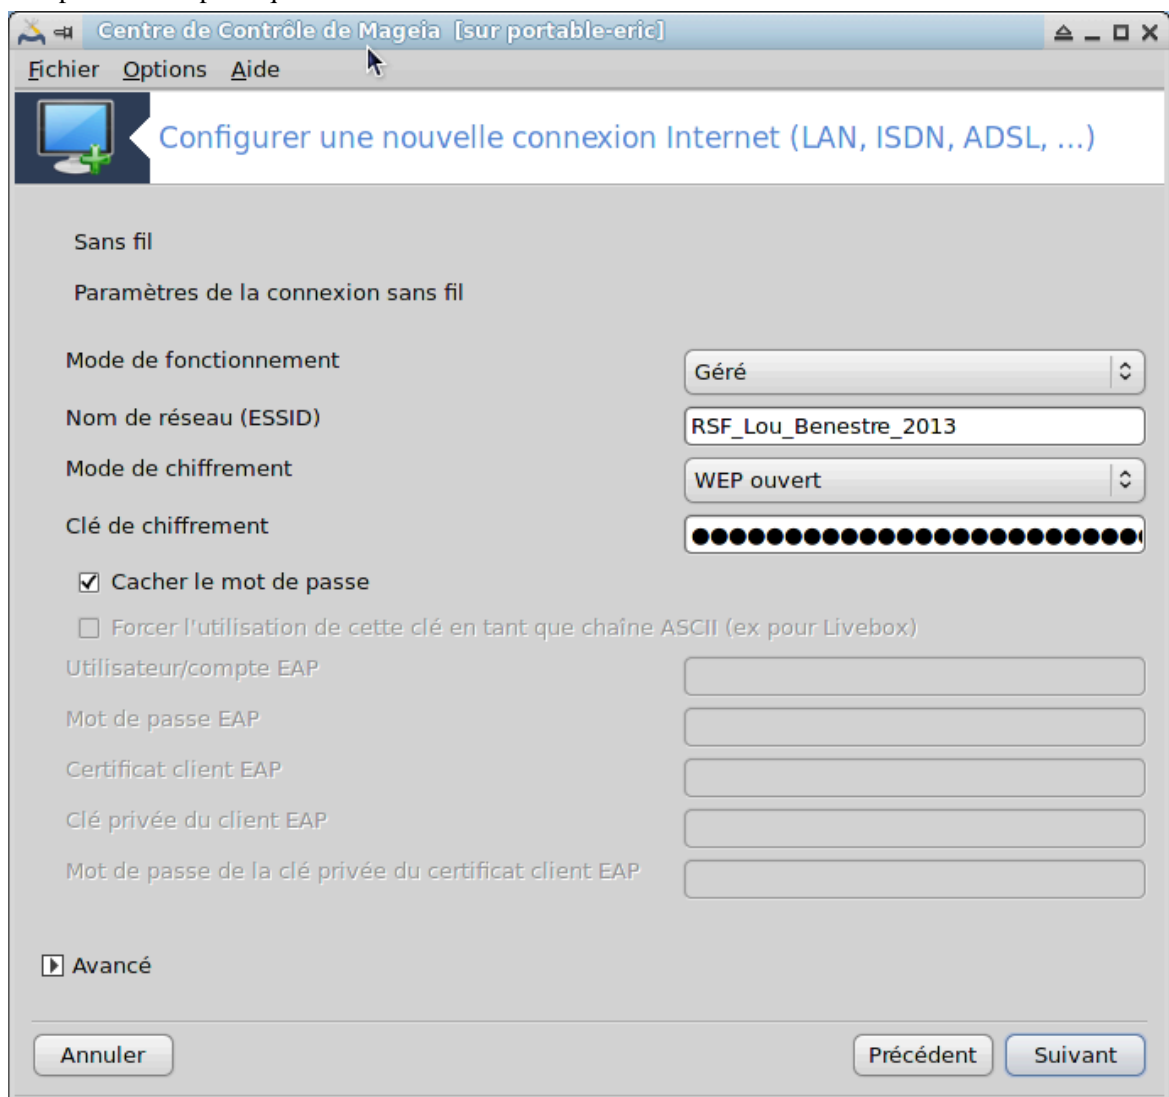 Centre de Contrôle de Mageia [sur portable-eric]
Fichier Options Aide
Configurer une nouvelle connexion Internet (LAN, ISDN, ADSL, ...)
Sans fil
Paramètres de la connexion sans fil
Mode de fonctionnement Géré
Nom de réseau (ESSID) RSF_Lou_Benestre_2013
Mode de chiffrement WEP ouvert
Clé de chiffrement ●●●●●●●●●●●●●●●●●●●●●●●●●
Cacher le mot de passe
Forcer l'utilisation de cette clé en tant que chaîne ASCII (ex pour Livebox)
Utilisateur/compte EAP
Mot de passe EAP
Certificat client EAP
Clé privée du client EAP
Mot de passe de la clé privée du certificat client EAP
Avancé
Annuler Précédent Suivant